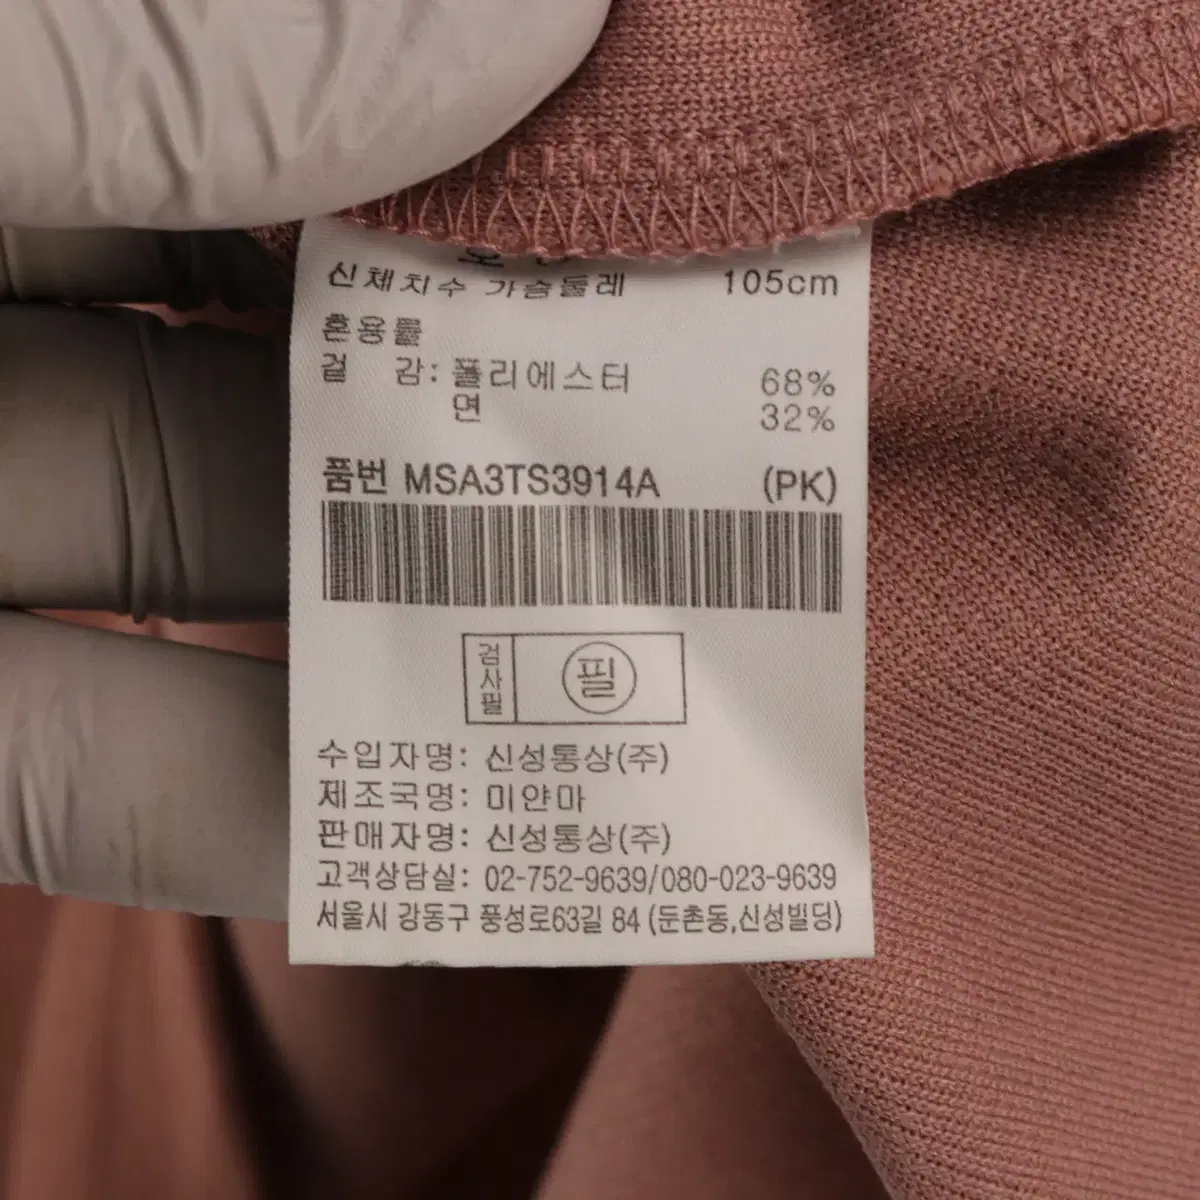 신체치수 가슴둘레 105cm
혼용률
겉 감: 폴리에스터 68%
면 32%
품번 MSA3TS3914A (PK)
검사필 필
수입자명: 신성통상(주)
제조국명: 미얀마
판매자명: 신성통상(주)
고객상담실: 02-752-9639/080-023-9639
서울시 강동구 풍성로63길 84 (둔촌동,신성빌딩)